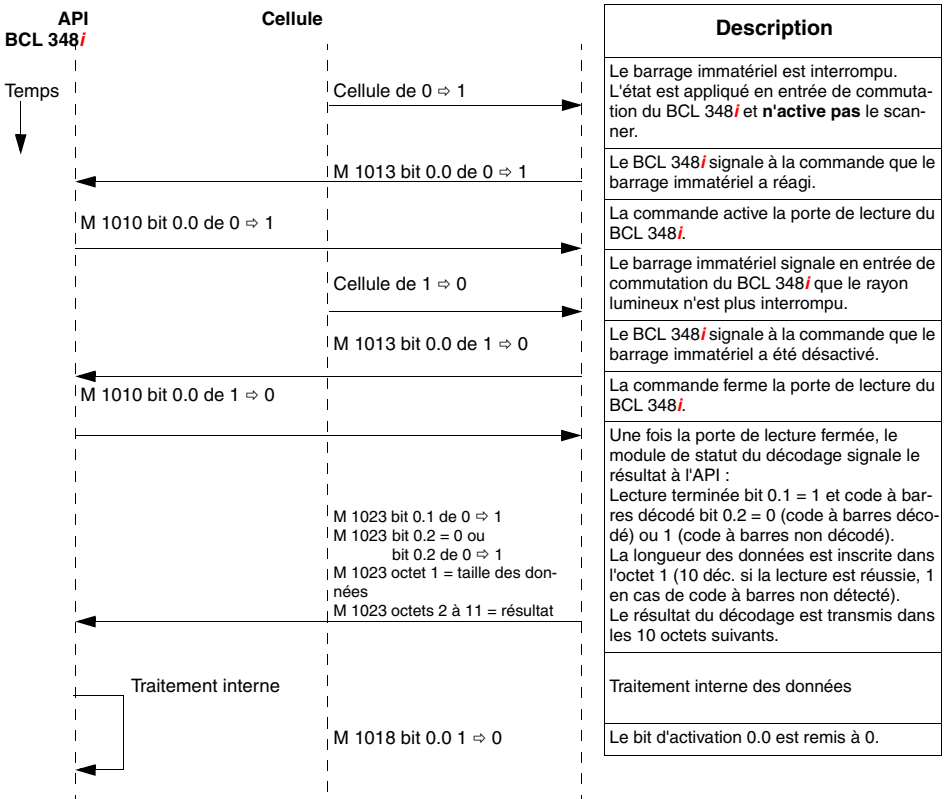 API
BCL 348i
Cellule
Temps
Cellule de 0 ⇨ 1
M 1013 bit 0.0 de 0 ⇨ 1
M 1010 bit 0.0 de 0 ⇨ 1
Cellule de 1 ⇨ 0
M 1013 bit 0.0 de 1 ⇨ 0
M 1010 bit 0.0 de 1 ⇨ 0
M 1023 bit 0.1 de 0 ⇨ 1
M 1023 bit 0.2 = 0 ou
bit 0.2 de 0 ⇨ 1
M 1023 octet 1 = taille des don-
nées
M 1023 octets 2 à 11 = résultat
Traitement interne
M 1018 bit 0.0 1 ⇨ 0
Description
Le barrage immatériel est interrompu.
L'état est appliqué en entrée de commuta-
tion du BCL 348i et n'active pas le scan-
ner.
Le BCL 348i signale à la commande que le
barrage immatériel a réagi.
La commande active la porte de lecture du
BCL 348i.
Le barrage immatériel signale en entrée de
commutation du BCL 348i que le rayon
lumineux n'est plus interrompu.
Le BCL 348i signale à la commande que le
barrage immatériel a été désactivé.
La commande ferme la porte de lecture du
BCL 348i.
Une fois la porte de lecture fermée, le
module de statut du décodage signale le
résultat à l'API :
Lecture terminée bit 0.1 = 1 et code à bar-
res décodé bit 0.2 = 0 (code à barres déco-
dé) ou 1 (code à barres non décodé).
La longueur des données est inscrite dans
l'octet 1 (10 déc. si la lecture est réussie, 1
en cas de code à barres non détecté).
Le résultat du décodage est transmis dans
les 10 octets suivants.
Traitement interne des données
Le bit d'activation 0.0 est remis à 0.